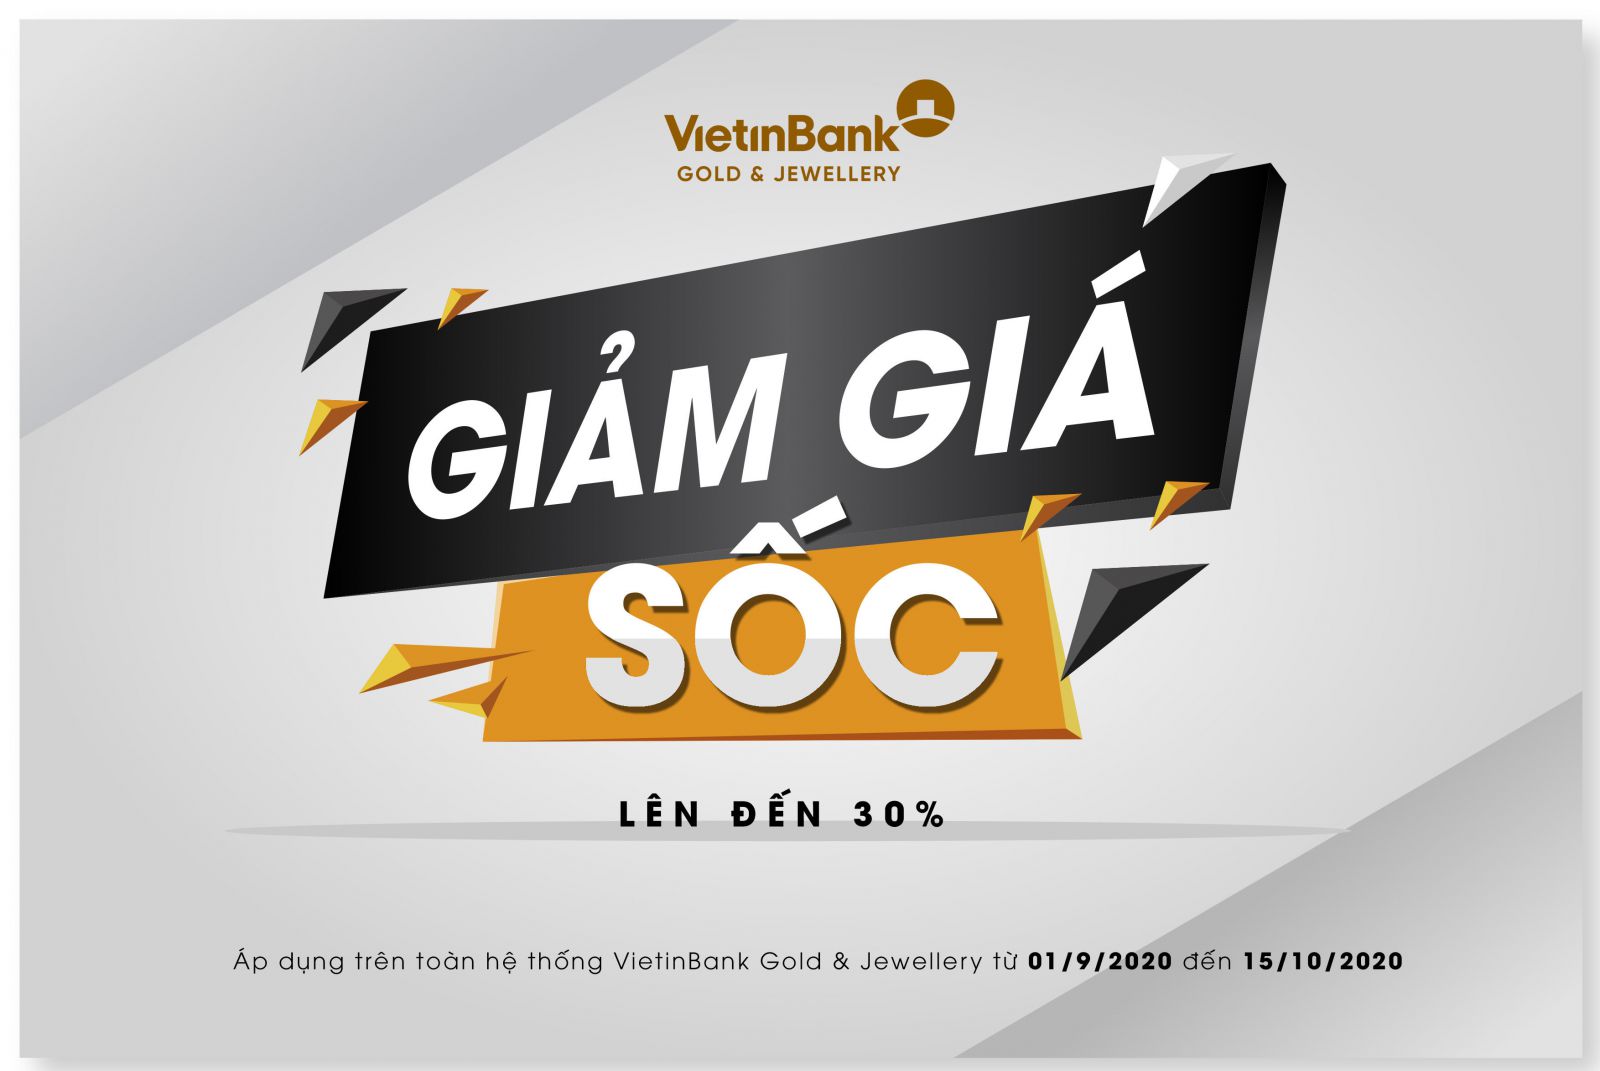 VietinBank
GOLD & JEWELLERY
GIẢM GIÁ
SỐC
LÊN ĐẾN 30%
Áp dụng trên toàn hệ thống VietinBank Gold & Jewellery từ 01/9/2020 đến 15/10/2020